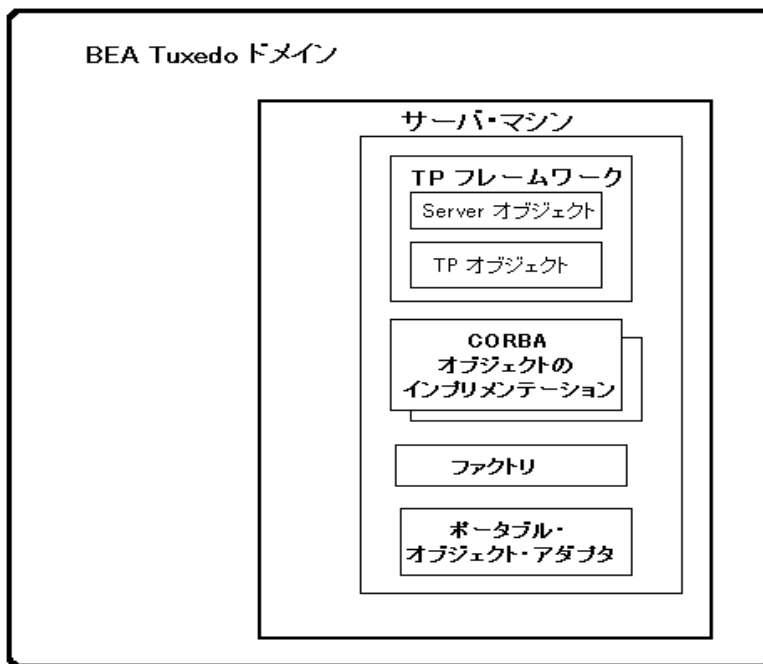 BEA Tuxedo ドメイン
サーバ・マシン
TP フレームワーク
Server オブジェクト
TP オブジェクト
CORBA
オブジェクトの
インプリメンテーション
ファクトリ
ポータブル・
オブジェクト・アダプタ